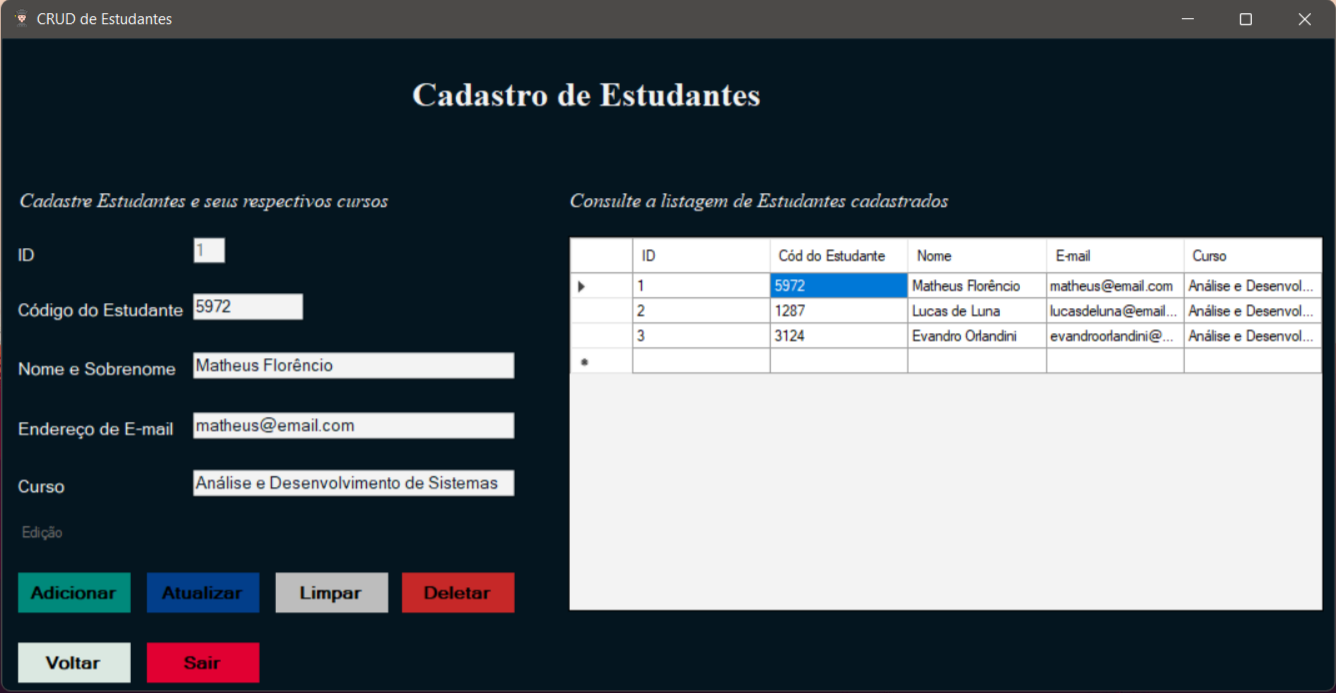 CRUD de Estudantes
Cadastro de Estudantes
Cadastre Estudantes e seus respectivos cursos
ID 1
Código do Estudante 5972
Nome e Sobrenome Matheus Florêncio
Endereço de E-mail matheus@email.com
Curso Análise e Desenvolvimento de Sistemas
Edição
Adicionar Atualizar Limpar Deletar
Voltar Sair
Consulte a listagem de Estudantes cadastrados
ID Cód do Estudante Nome E-mail Curso
1 5972 Matheus Florêncio matheus@email.com Análise e Desenvol...
2 1287 Lucas de Luna lucasdeluna@email... Análise e Desenvol...
3 3124 Evandro Orlandini evandroorlandini@... Análise e Desenvol...